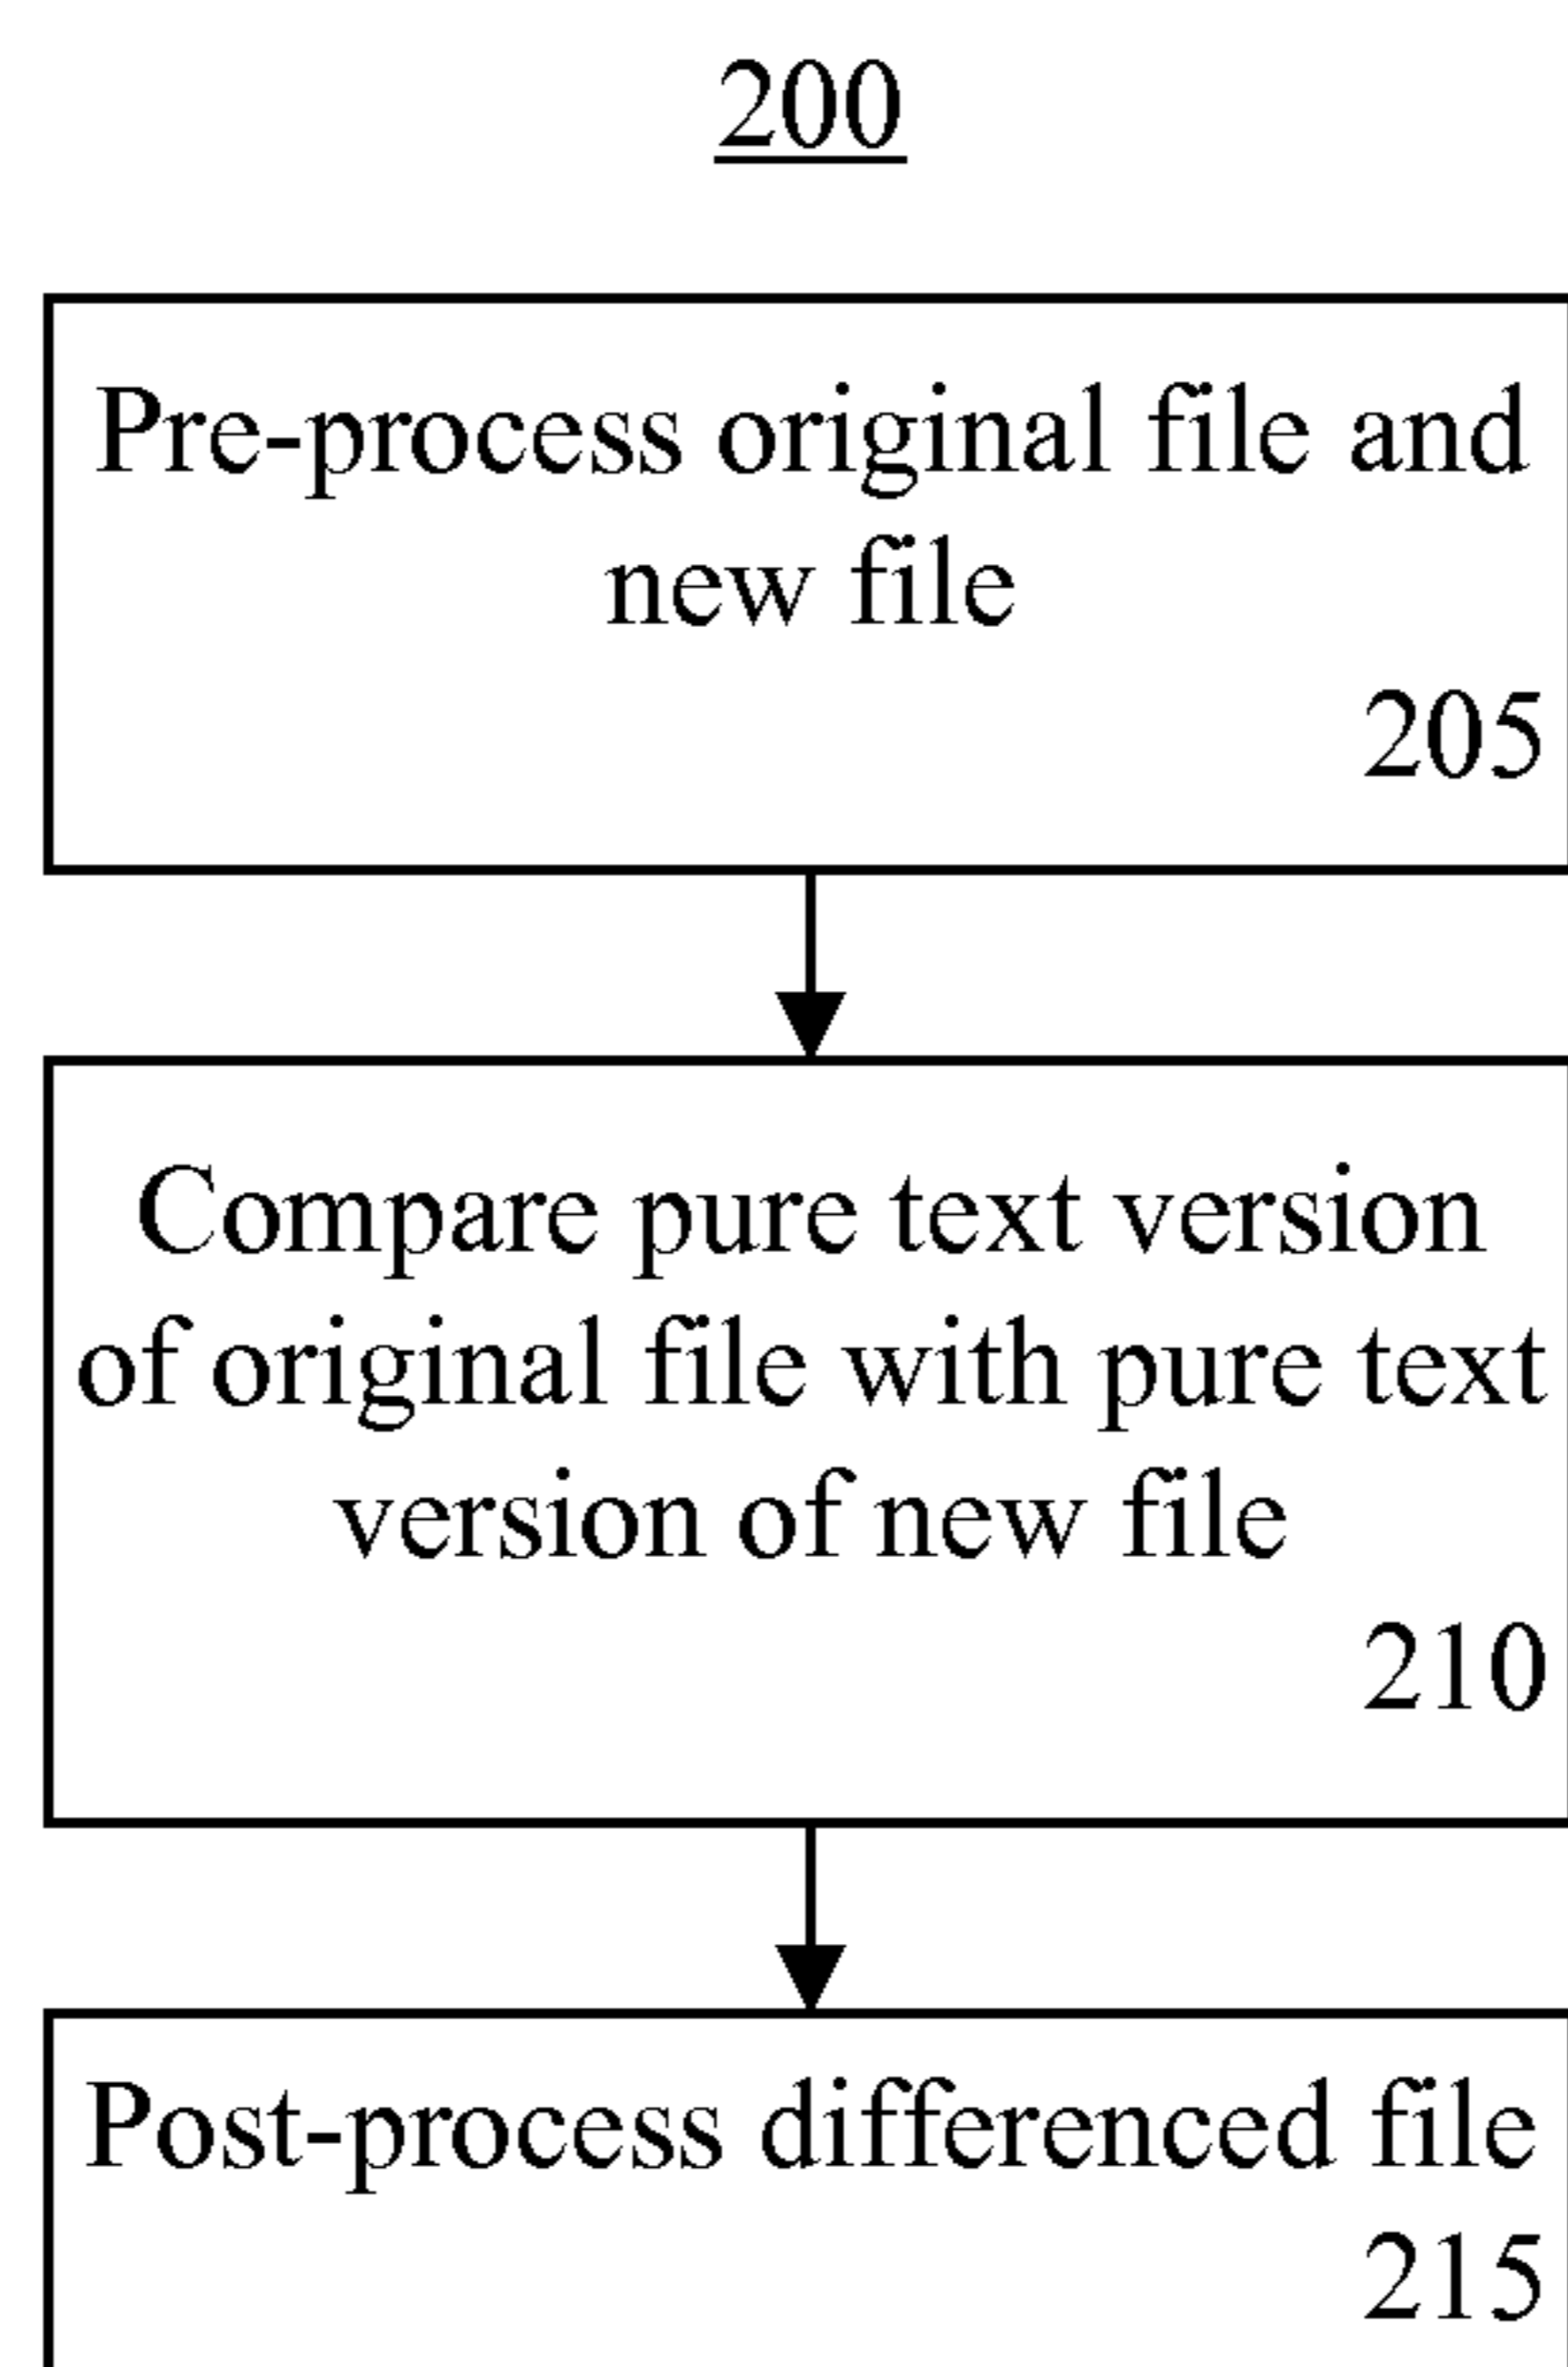 200
Pre-process original file and
new file
205
Compare pure text version
of original file with pure text
version of new file
210
Post-process differenced file
215